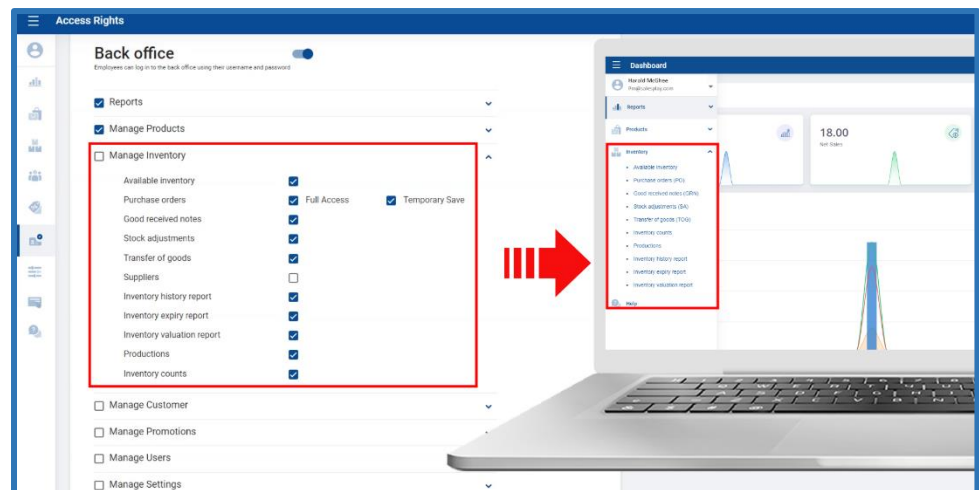 Access Rights
Back office
Employees can log in to the back office using their username and password
Reports
Manage Products
Manage Inventory
Available inventory
Purchase orders Full Access Temporary Save
Good received notes
Stock adjustments
Transfer of goods
Suppliers
Inventory history report
Inventory expiry report
Inventory valuation report
Productions
Inventory counts
Manage Customer
Manage Promotions
Manage Users
Manage Settings
Dashboard
Harald McGfree
Reports
Products
18.00
Net Sales
Inventory
Available inventory
Purchase orders (PO)
Good received notes (GRN)
Stock adjustments (SA)
Transfer of goods (TOG)
Inventory counts
Productions
Inventory history report
Inventory expiry report
Inventory valuation report
Help